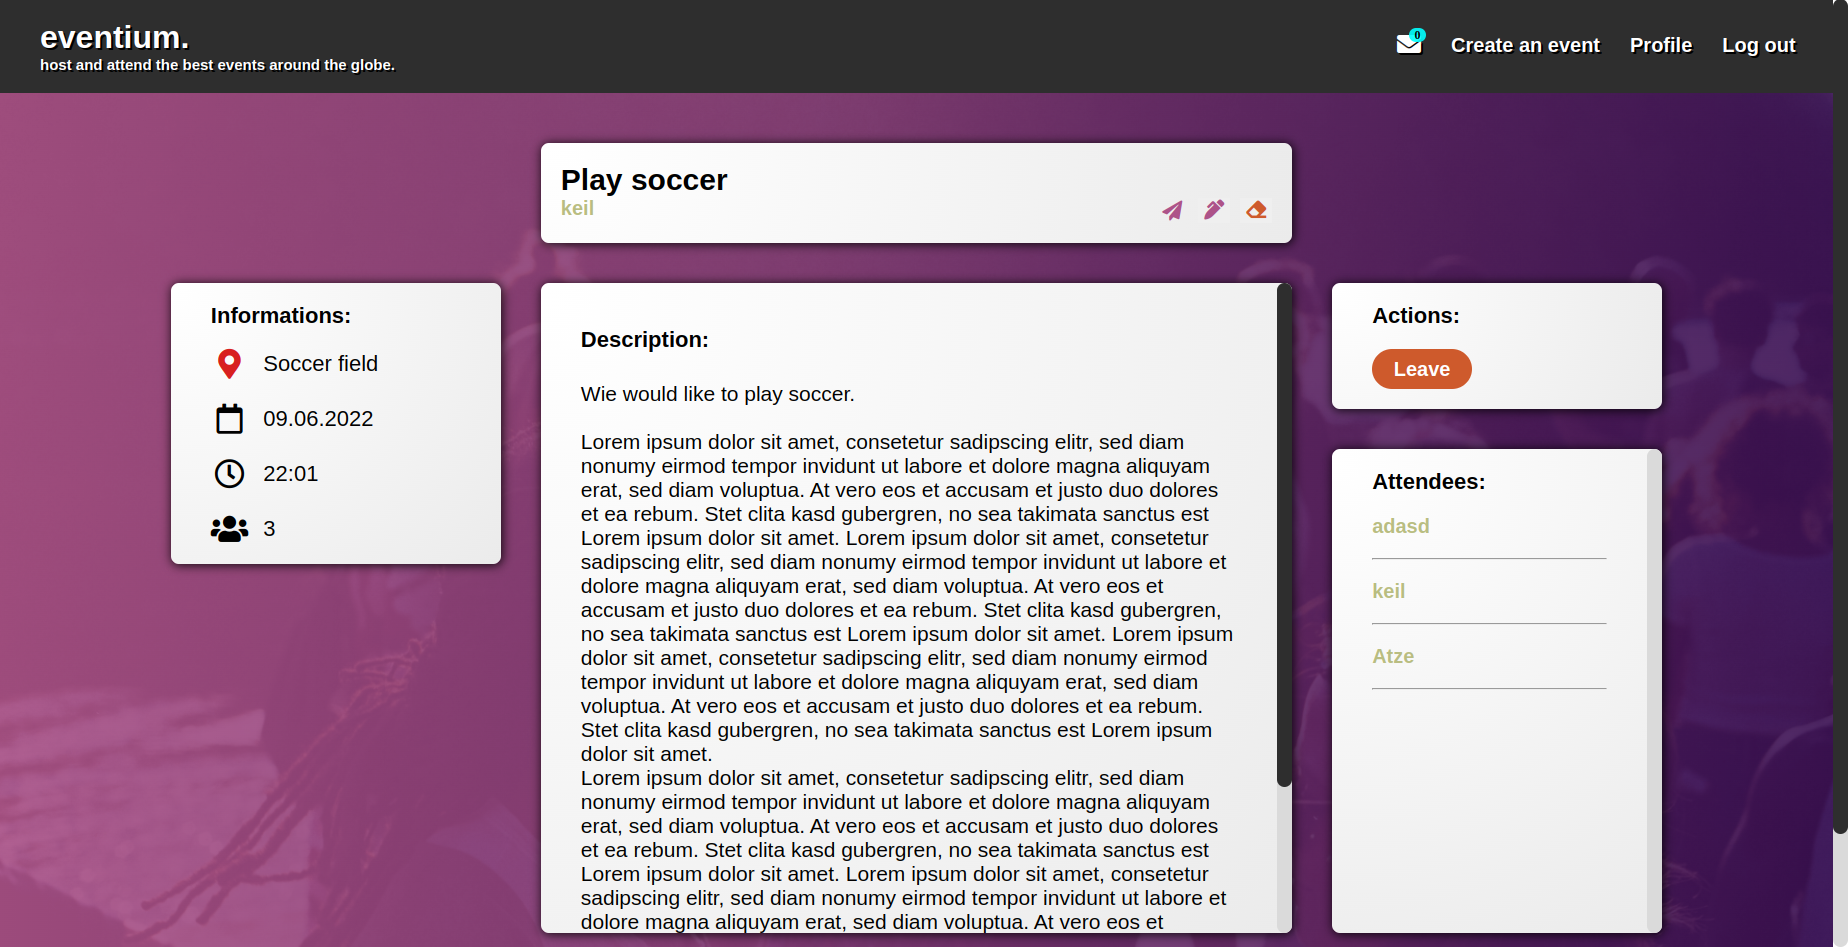 eventium.
host and attend the best events around the globe.
0
Create an event
Profile
Log out
Play soccer
keil
Informations:
Soccer field
09.06.2022
22:01
3
Description:
Wie would like to play soccer.
Lorem ipsum dolor sit amet, consetetur sadipscing elitr, sed diam
nonumy eirmod tempor invidunt ut labore et dolore magna aliquyam
erat, sed diam voluptua. At vero eos et accusam et justo duo dolores
et ea rebum. Stet clita kasd gubergren, no sea takimata sanctus est
Lorem ipsum dolor sit amet. Lorem ipsum dolor sit amet, consetetur
sadipscing elitr, sed diam nonumy eirmod tempor invidunt ut labore et
dolore magna aliquyam erat, sed diam voluptua. At vero eos et
accusam et justo duo dolores et ea rebum. Stet clita kasd gubergren,
no sea takimata sanctus est Lorem ipsum dolor sit amet. Lorem ipsum
dolor sit amet, consetetur sadipscing elitr, sed diam nonumy eirmod
tempor invidunt ut labore et dolore magna aliquyam erat, sed diam
voluptua. At vero eos et accusam et justo duo dolores et ea rebum.
Stet clita kasd gubergren, no sea takimata sanctus est Lorem ipsum
dolor sit amet.
Lorem ipsum dolor sit amet, consetetur sadipscing elitr, sed diam
nonumy eirmod tempor invidunt ut labore et dolore magna aliquyam
erat, sed diam voluptua. At vero eos et accusam et justo duo dolores
et ea rebum. Stet clita kasd gubergren, no sea takimata sanctus est
Lorem ipsum dolor sit amet. Lorem ipsum dolor sit amet, consetetur
sadipscing elitr, sed diam nonumy eirmod tempor invidunt ut labore et
dolore magna aliquyam erat, sed diam voluptua. At vero eos et
Actions:
Leave
Attendees:
adasd
keil
Atze